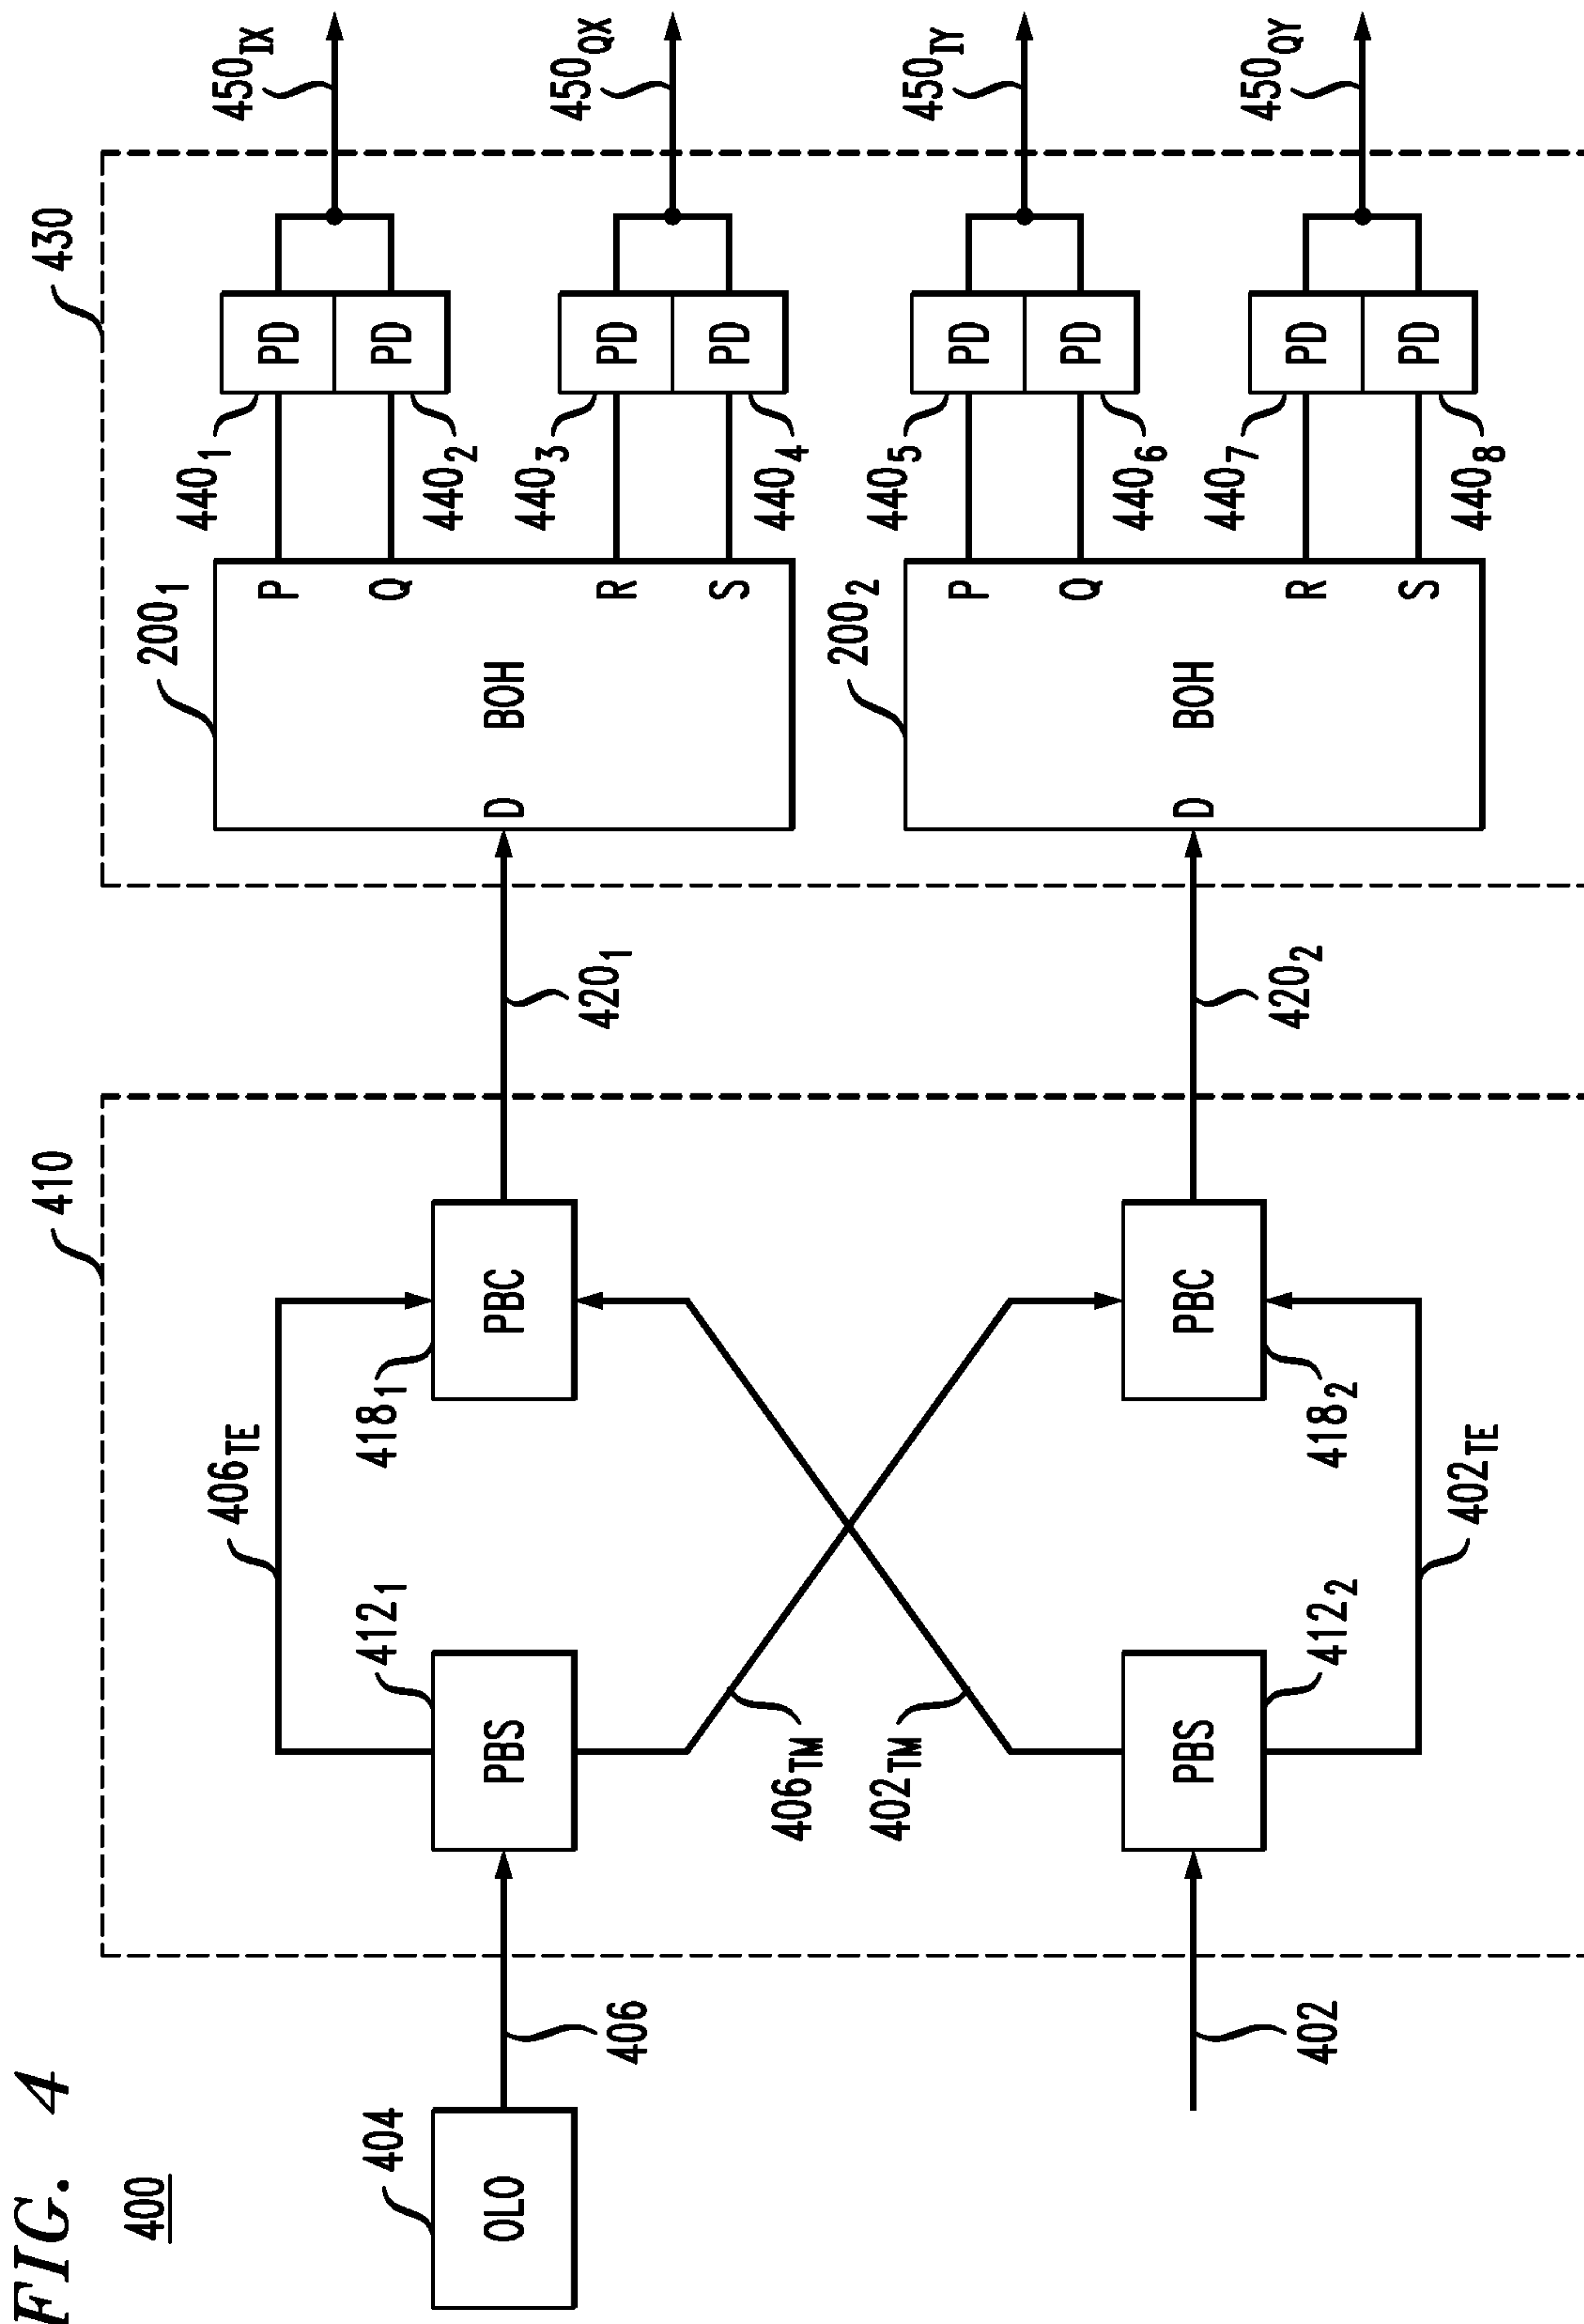 FIG. 4
400
OLO
404
406
402
410
PBS
412₁
PBS
412₂
406TE
406TM
402TM
402TE
PBC
418₁
PBC
418₂
420₁
420₂
430
200₁
D
BOH
P
Q
R
S
200₂
D
BOH
P
Q
R
S
440₁
PD
PD
440₂
440₃
PD
PD
440₄
440₅
PD
PD
440₆
440₇
PD
PD
440₈
450IX
450QX
450IY
450QY